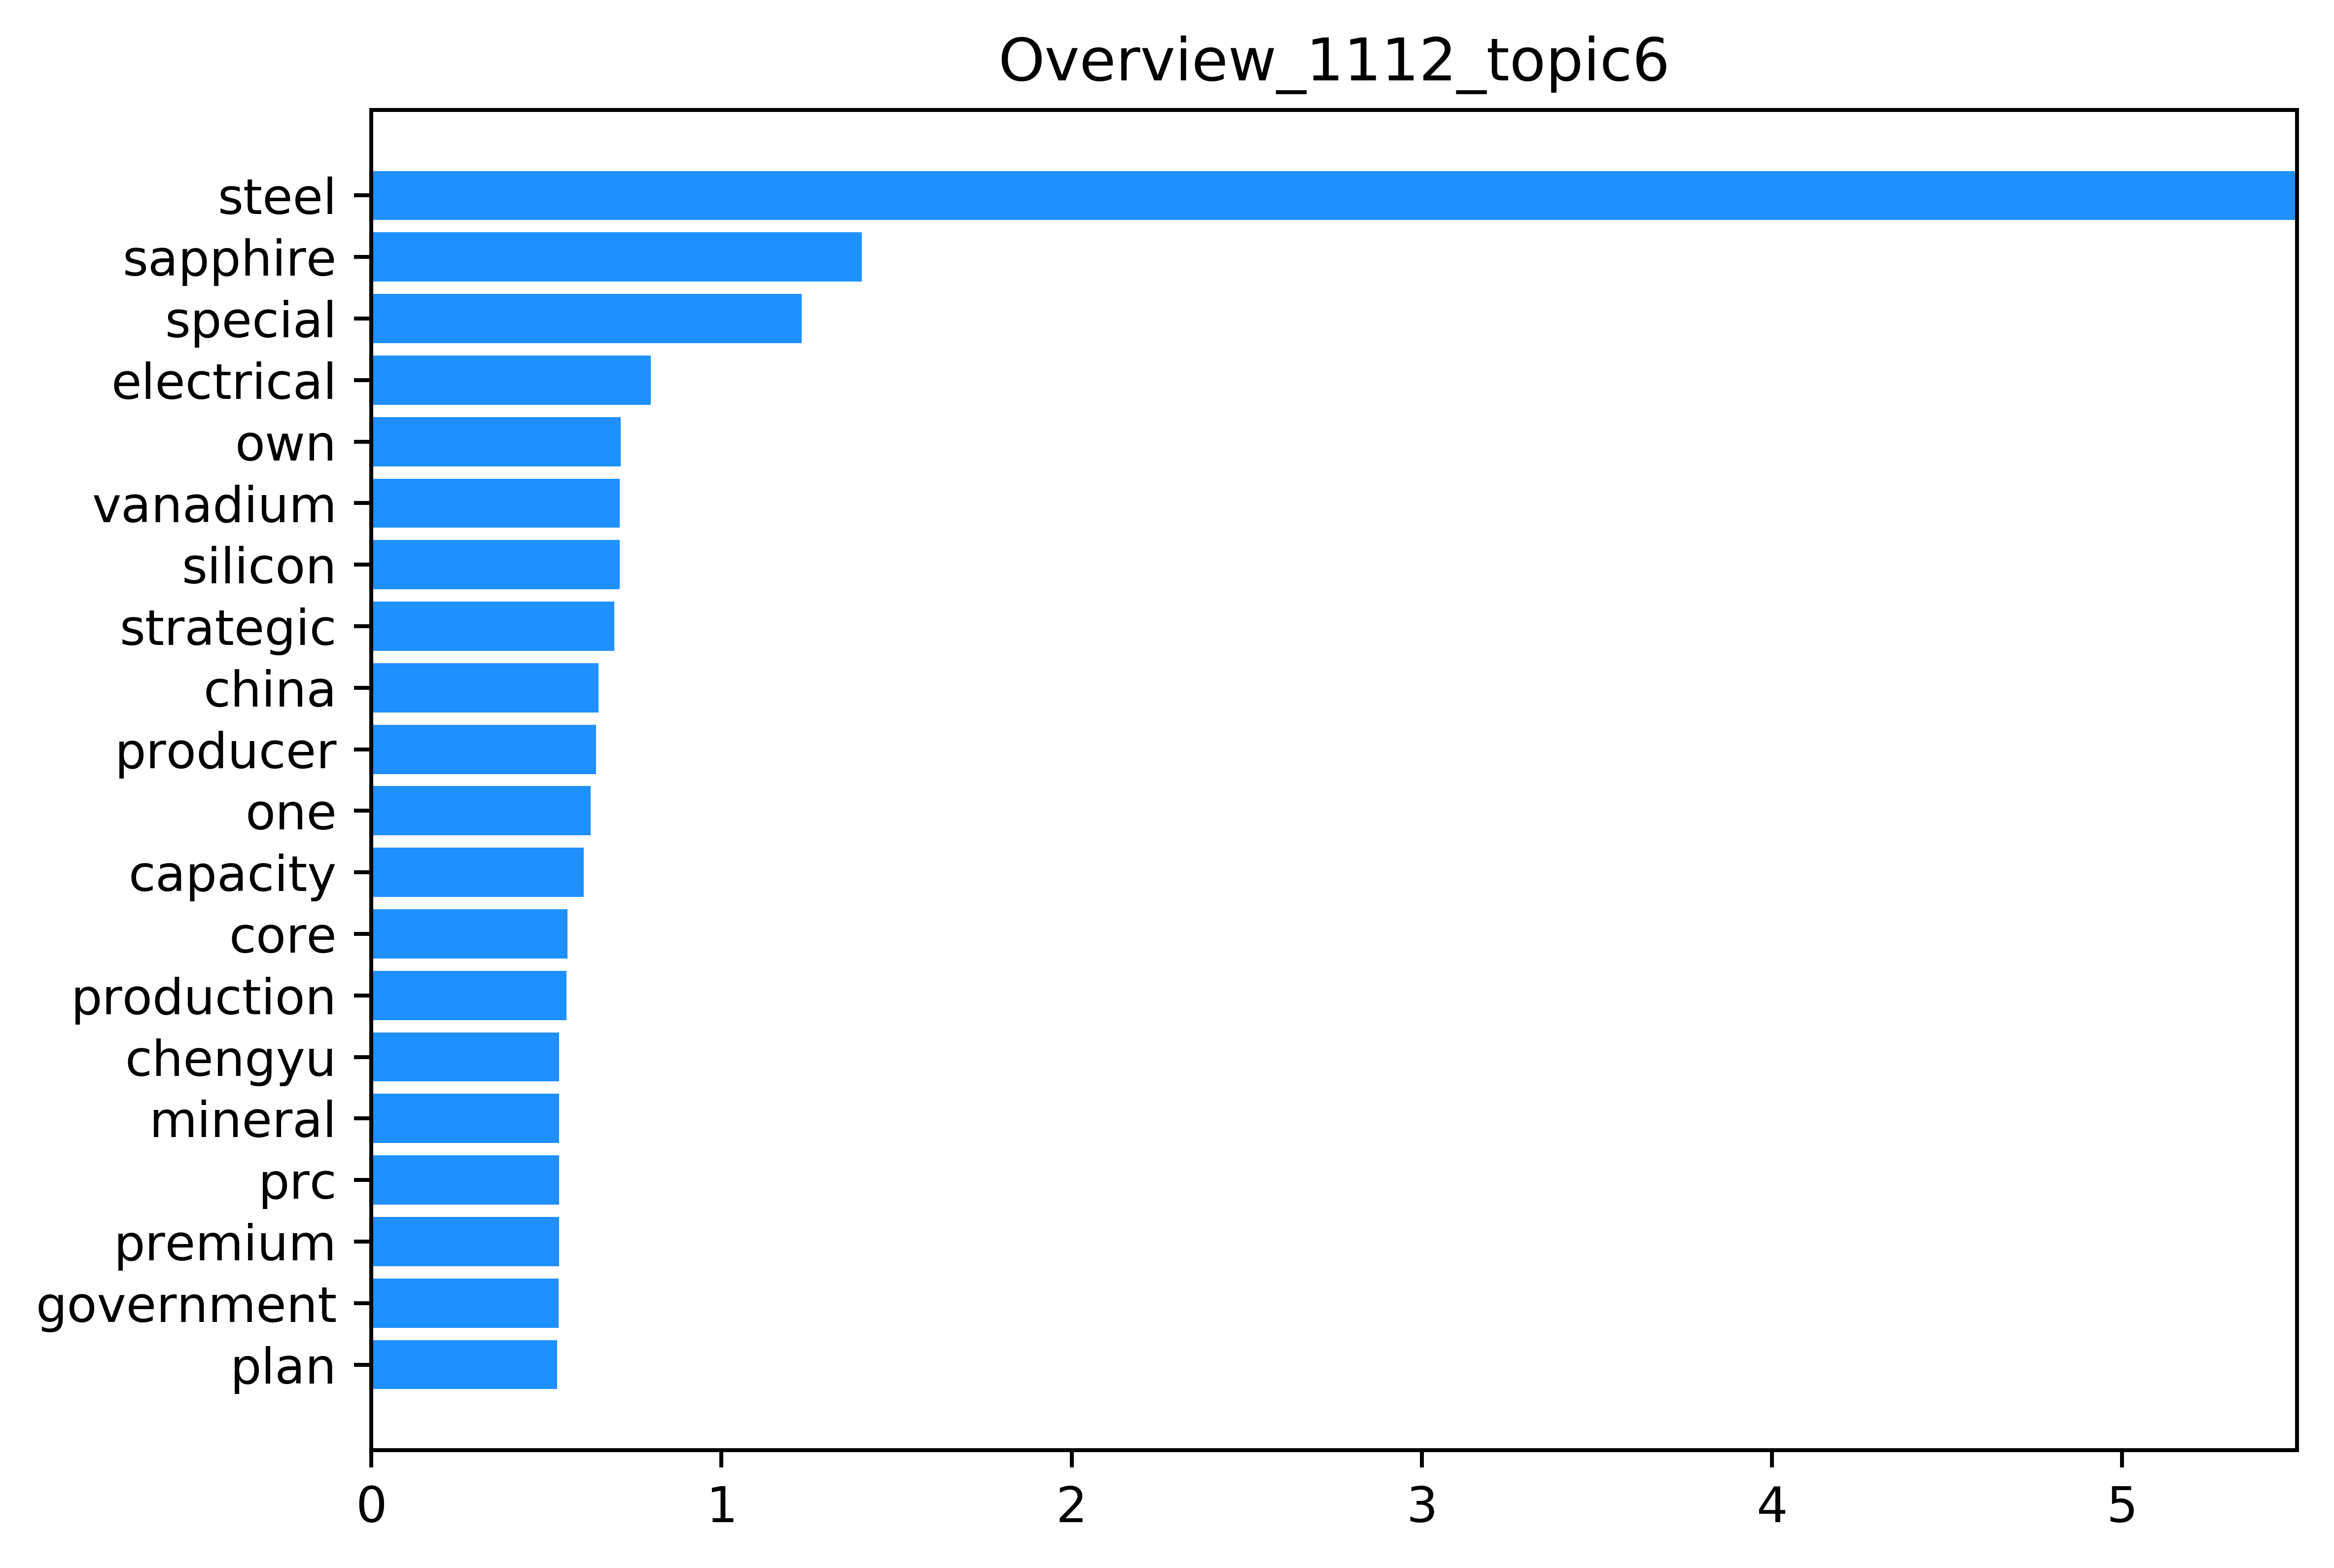 Overview_1112_topic6
steel
sapphire
special
electrical
own
vanadium
silicon
strategic
china
producer
one
capacity
core
production
chengyu
mineral
prc
premium
government
plan
0 1 2 3 4 5